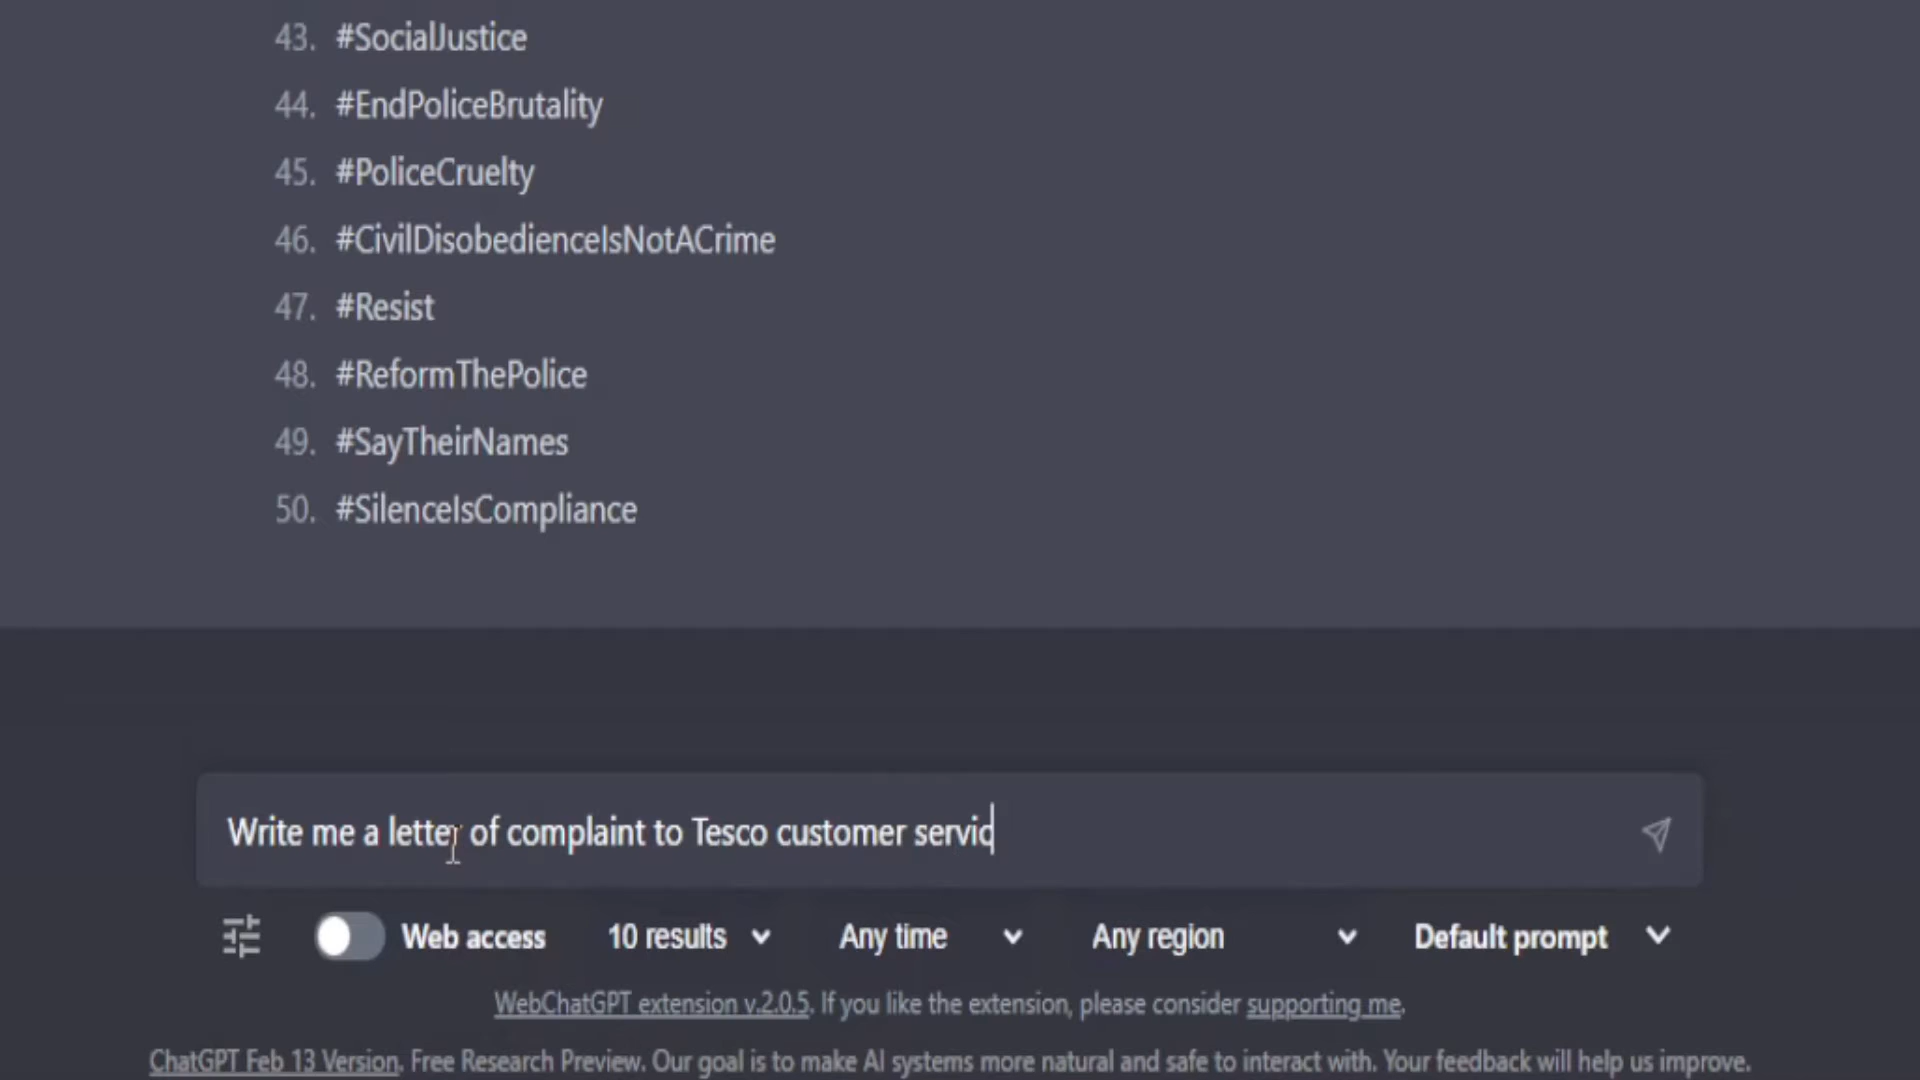 43. #SocialJustice
44. #EndPoliceBrutality
45. #PoliceCruelty
46. #CivilDisobedienceIsNotACrime
47. #Resist
48. #ReformThePolice
49. #SayTheirNames
50. #SilenceIsCompliance
Write me a letter of complaint to Tesco customer servic
Web access 10 results Any time Any region Default prompt
WebChatGPT extension v.2.0.5. If you like the extension, please consider supporting me.
ChatGPT Feb 13 Version. Free Research Preview. Our goal is to make AI systems more natural and safe to interact with. Your feedback will help us improve.